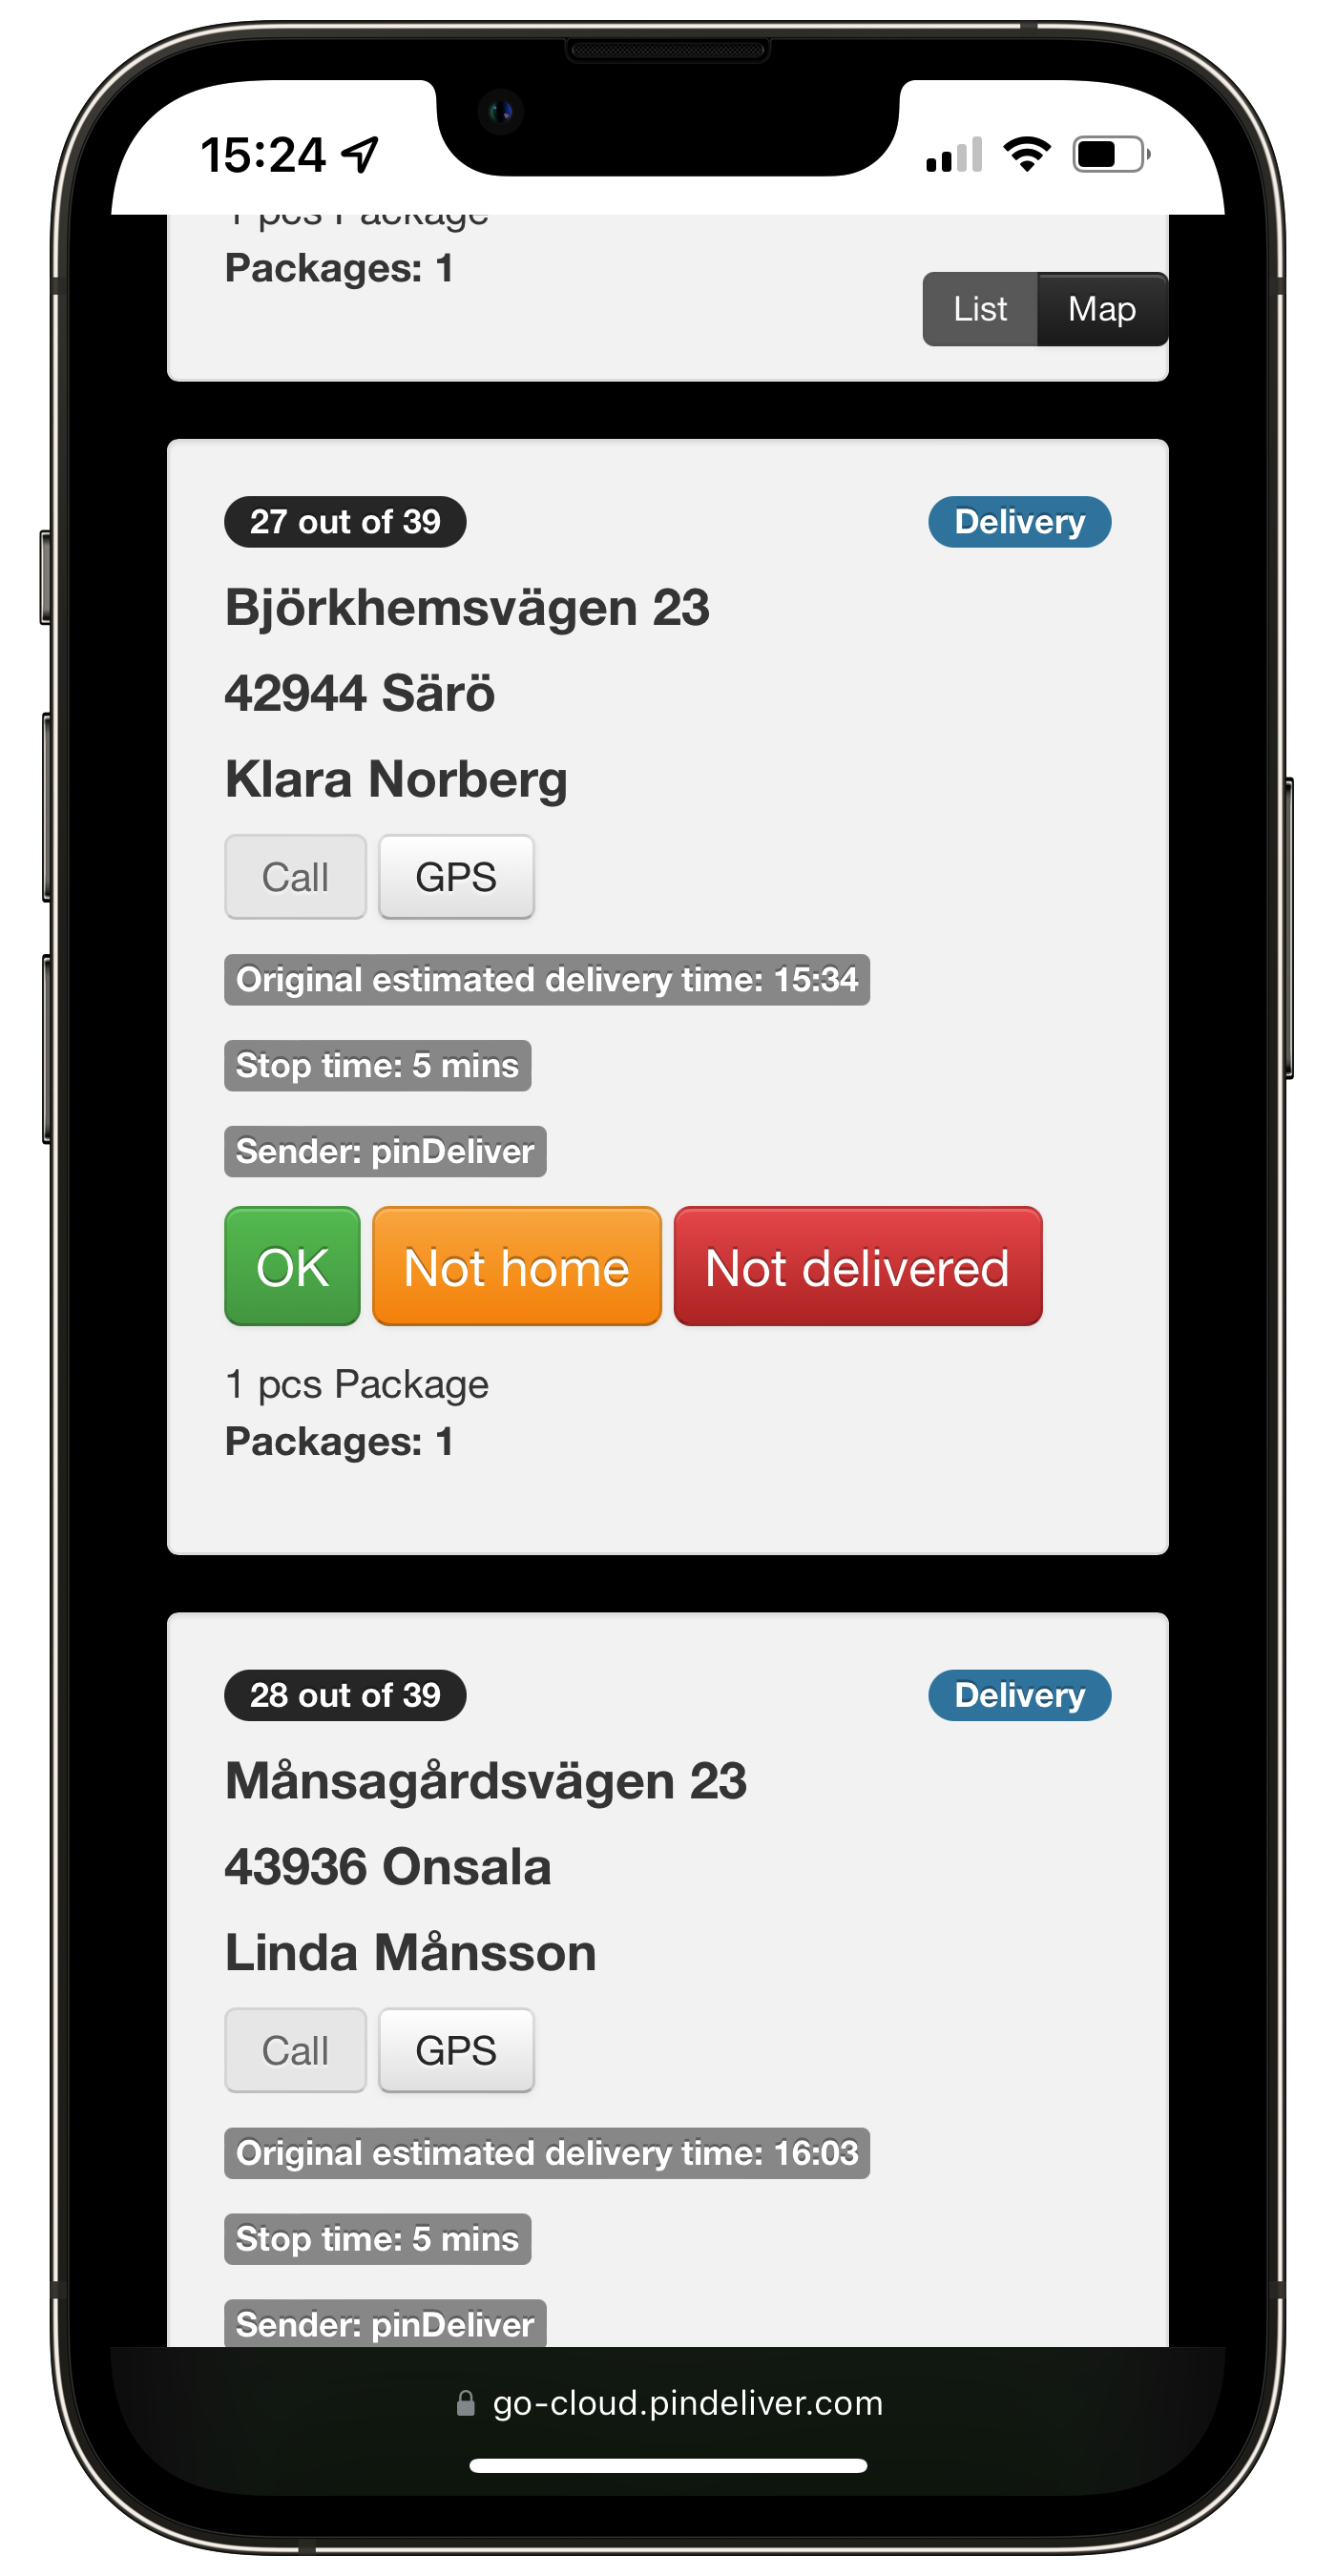 15:24
1 pcs Package
Packages: 1
List Map
27 out of 39 Delivery
Björkhemsvägen 23
42944 Särö
Klara Norberg
Call GPS
Original estimated delivery time: 15:34
Stop time: 5 mins
Sender: pinDeliver
OK Not home Not delivered
1 pcs Package
Packages: 1
28 out of 39 Delivery
Månsagårdsvägen 23
43936 Onsala
Linda Månsson
Call GPS
Original estimated delivery time: 16:03
Stop time: 5 mins
Sender: pinDeliver
go-cloud.pindeliver.com